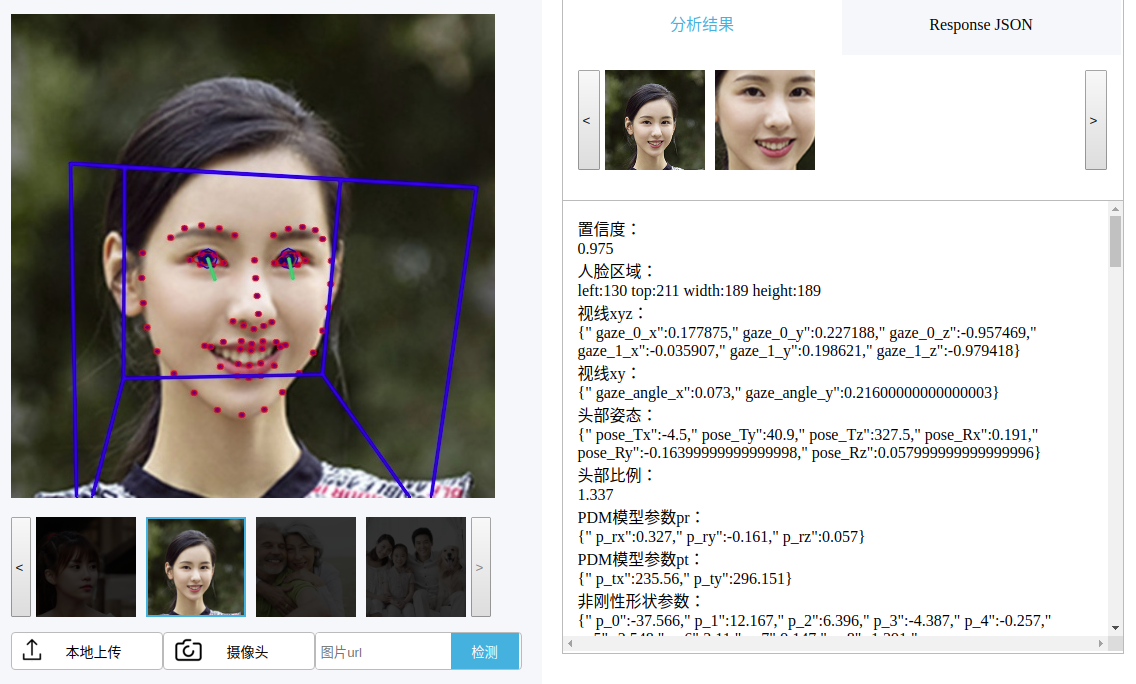 分析结果
Response JSON
<
>
置信度：
0.975
人脸区域：
left:130 top:211 width:189 height:189
视线xyz：
{" gaze_0_x":0.177875," gaze_0_y":0.227188," gaze_0_z":-0.957469,"
gaze_1_x":-0.035907," gaze_1_y":0.198621," gaze_1_z":-0.979418}
视线xy：
{" gaze_angle_x":0.073," gaze_angle_y":0.21600000000000003}
头部姿态：
{" pose_Tx":-4.5," pose_Ty":40.9," pose_Tz":327.5," pose_Rx":0.191,"
pose_Ry":-0.16399999999999998," pose_Rz":0.057999999999999996}
头部比例：
1.337
PDM模型参数pr：
{" p_rx":0.327," p_ry":-0.161," p_rz":0.057}
PDM模型参数pt：
{" p_tx":235.56," p_ty":296.151}
非刚性形状参数：
{" p_0":-37.566," p_1":12.167," p_2":6.396," p_3":-4.387," p_4":-0.257,"
<
>
本地上传
摄像头
图片url
检测